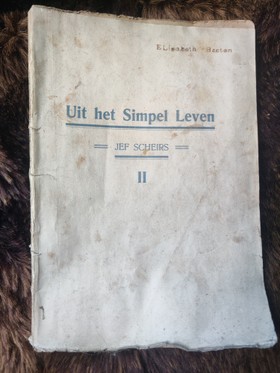 Uit het Simpel Leven
JEF SCHEIRS
II